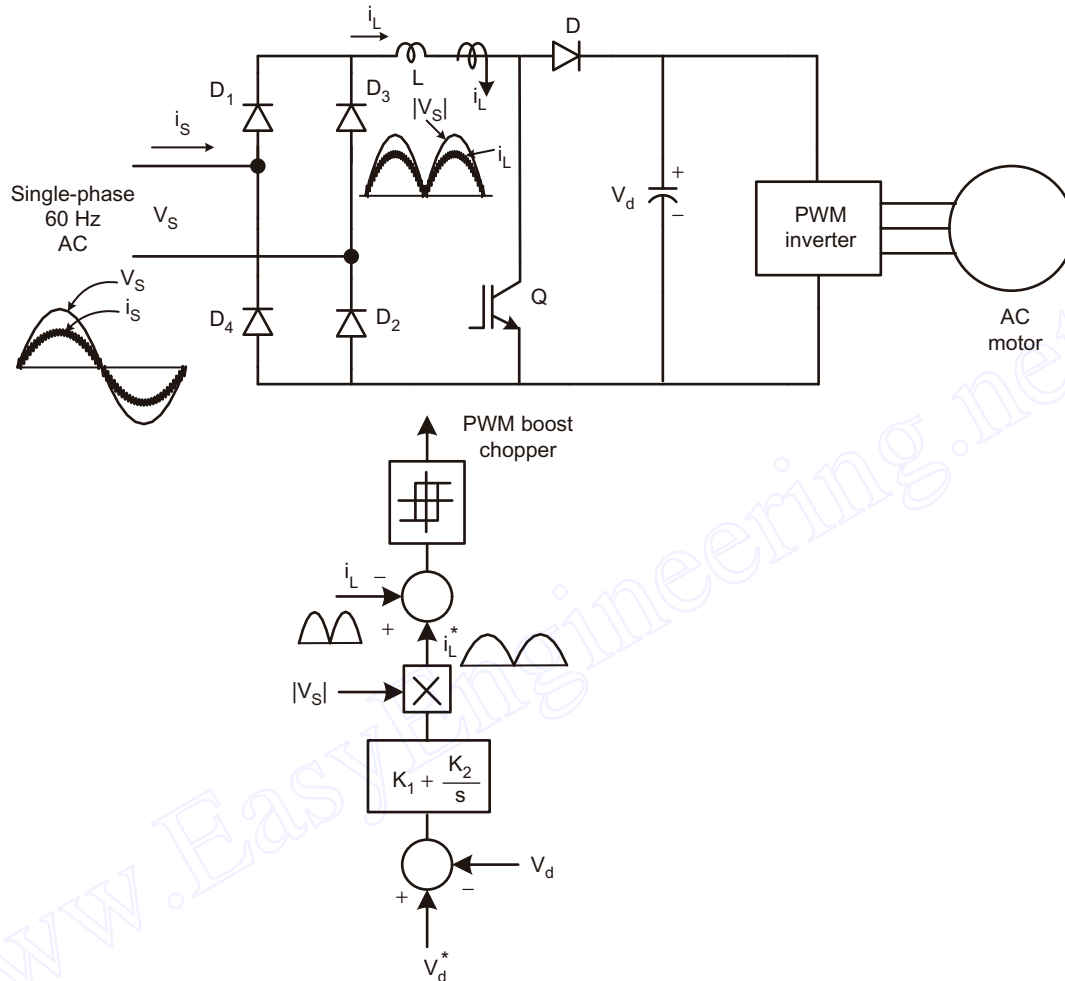 i_L
D
L
i_L
D_1
D_3
|V_S|
i_L
i_S
Single-phase
60 Hz
AC
V_S
V_d
+
−
PWM
inverter
V_S
i_S
D_4
D_2
Q
AC
motor
PWM boost
chopper
i_L
−
+
i_L^*
|V_S|
×
K_1 + K_2/s
V_d
+
−
V_d^*
www.EasyEngineering.net